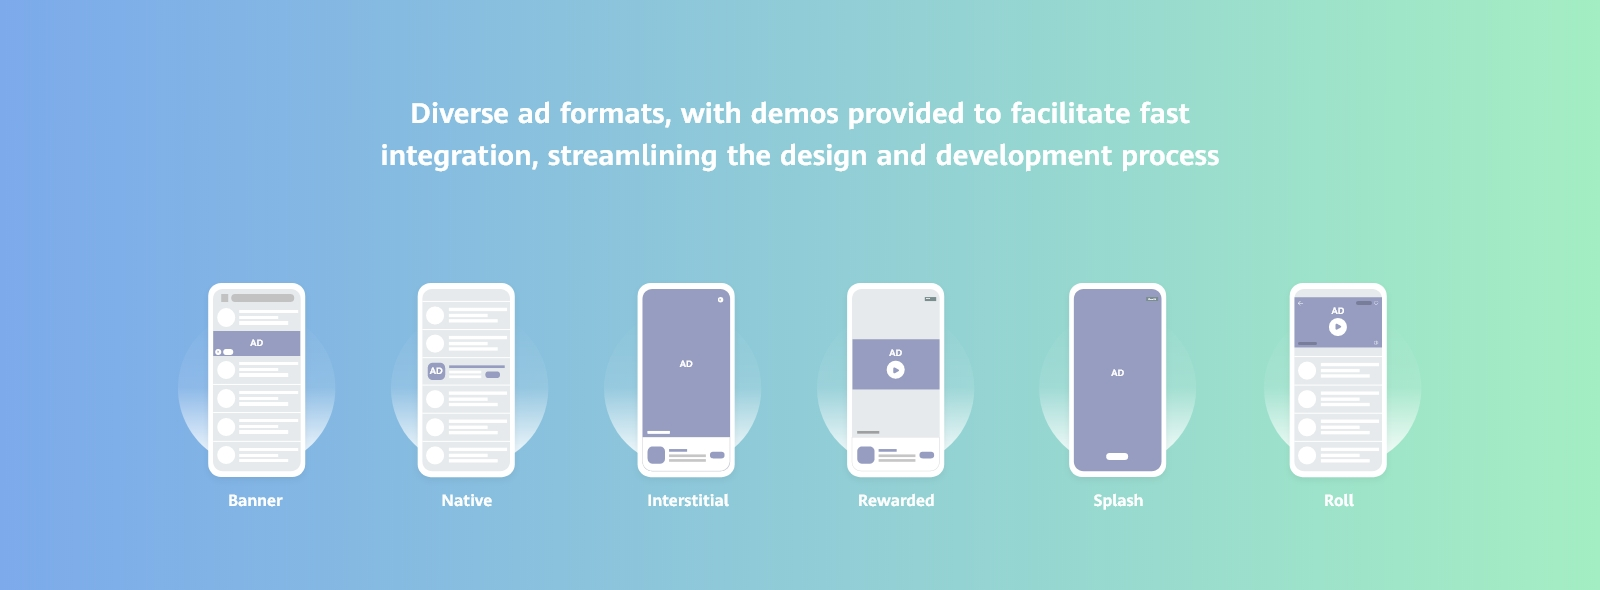 Diverse ad formats, with demos provided to facilitate fast
integration, streamlining the design and development process
AD
AD
AD
AD
AD
AD
Banner
Native
Interstitial
Rewarded
Splash
Roll